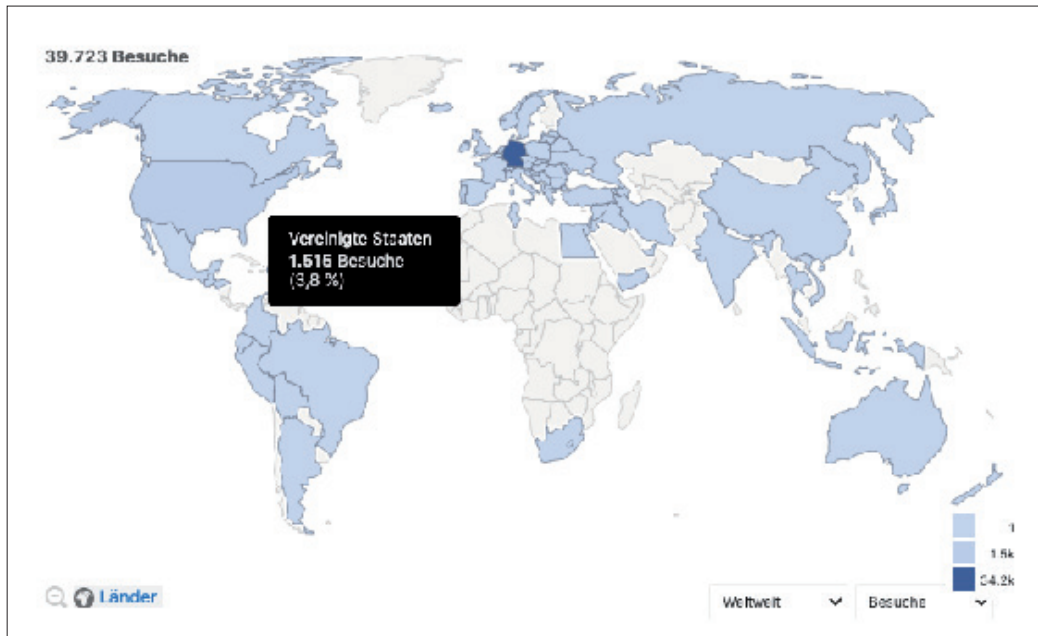 39.723 Besuche
Vereinigte Staaten
1.515 Besuche
(3,8 %)
1
1.5k
34.2k
Länder
Weltweit
Besuche